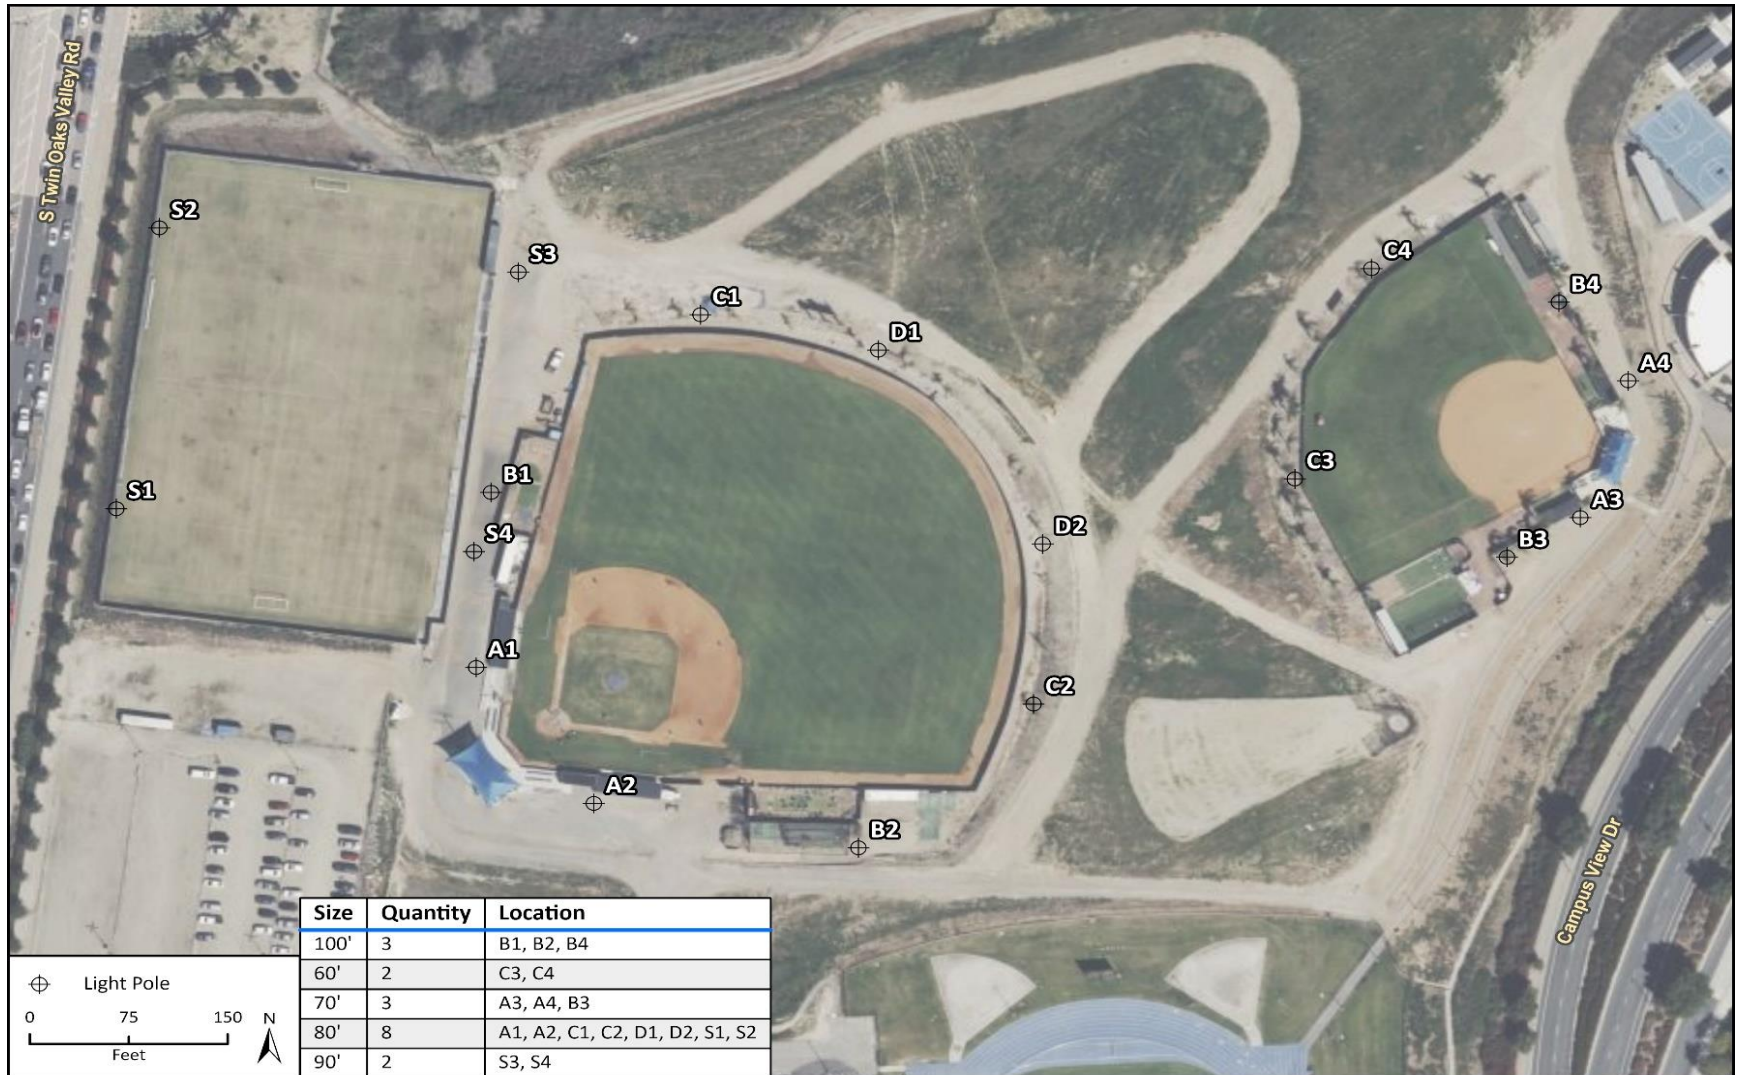 S Twin Oaks Valley Rd
S2
S3
C4
B4
C1
D1
A4
C3
S1
B1
A3
S4
D2
B3
A1
C2
A2
B2
Campus View Dr
Size Quantity Location
100' 3 B1, B2, B4
60' 2 C3, C4
70' 3 A3, A4, B3
80' 8 A1, A2, C1, C2, D1, D2, S1, S2
90' 2 S3, S4
Light Pole
0 75 150
Feet
N